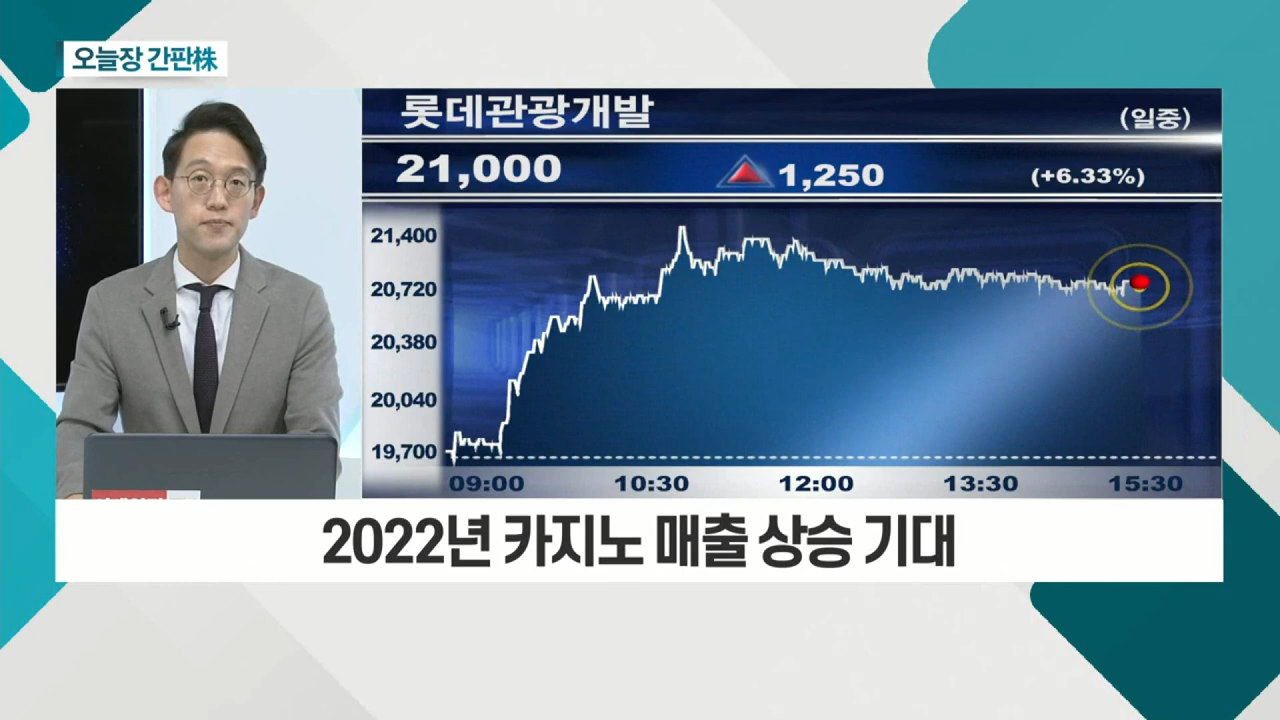 오늘장 간판株
롯데관광개발 (일중)
21,000 ▲ 1,250 (+6.33%)
21,400
20,720
20,380
20,040
19,700
09:00 10:30 12:00 13:30 15:30
2022년 카지노 매출 상승 기대